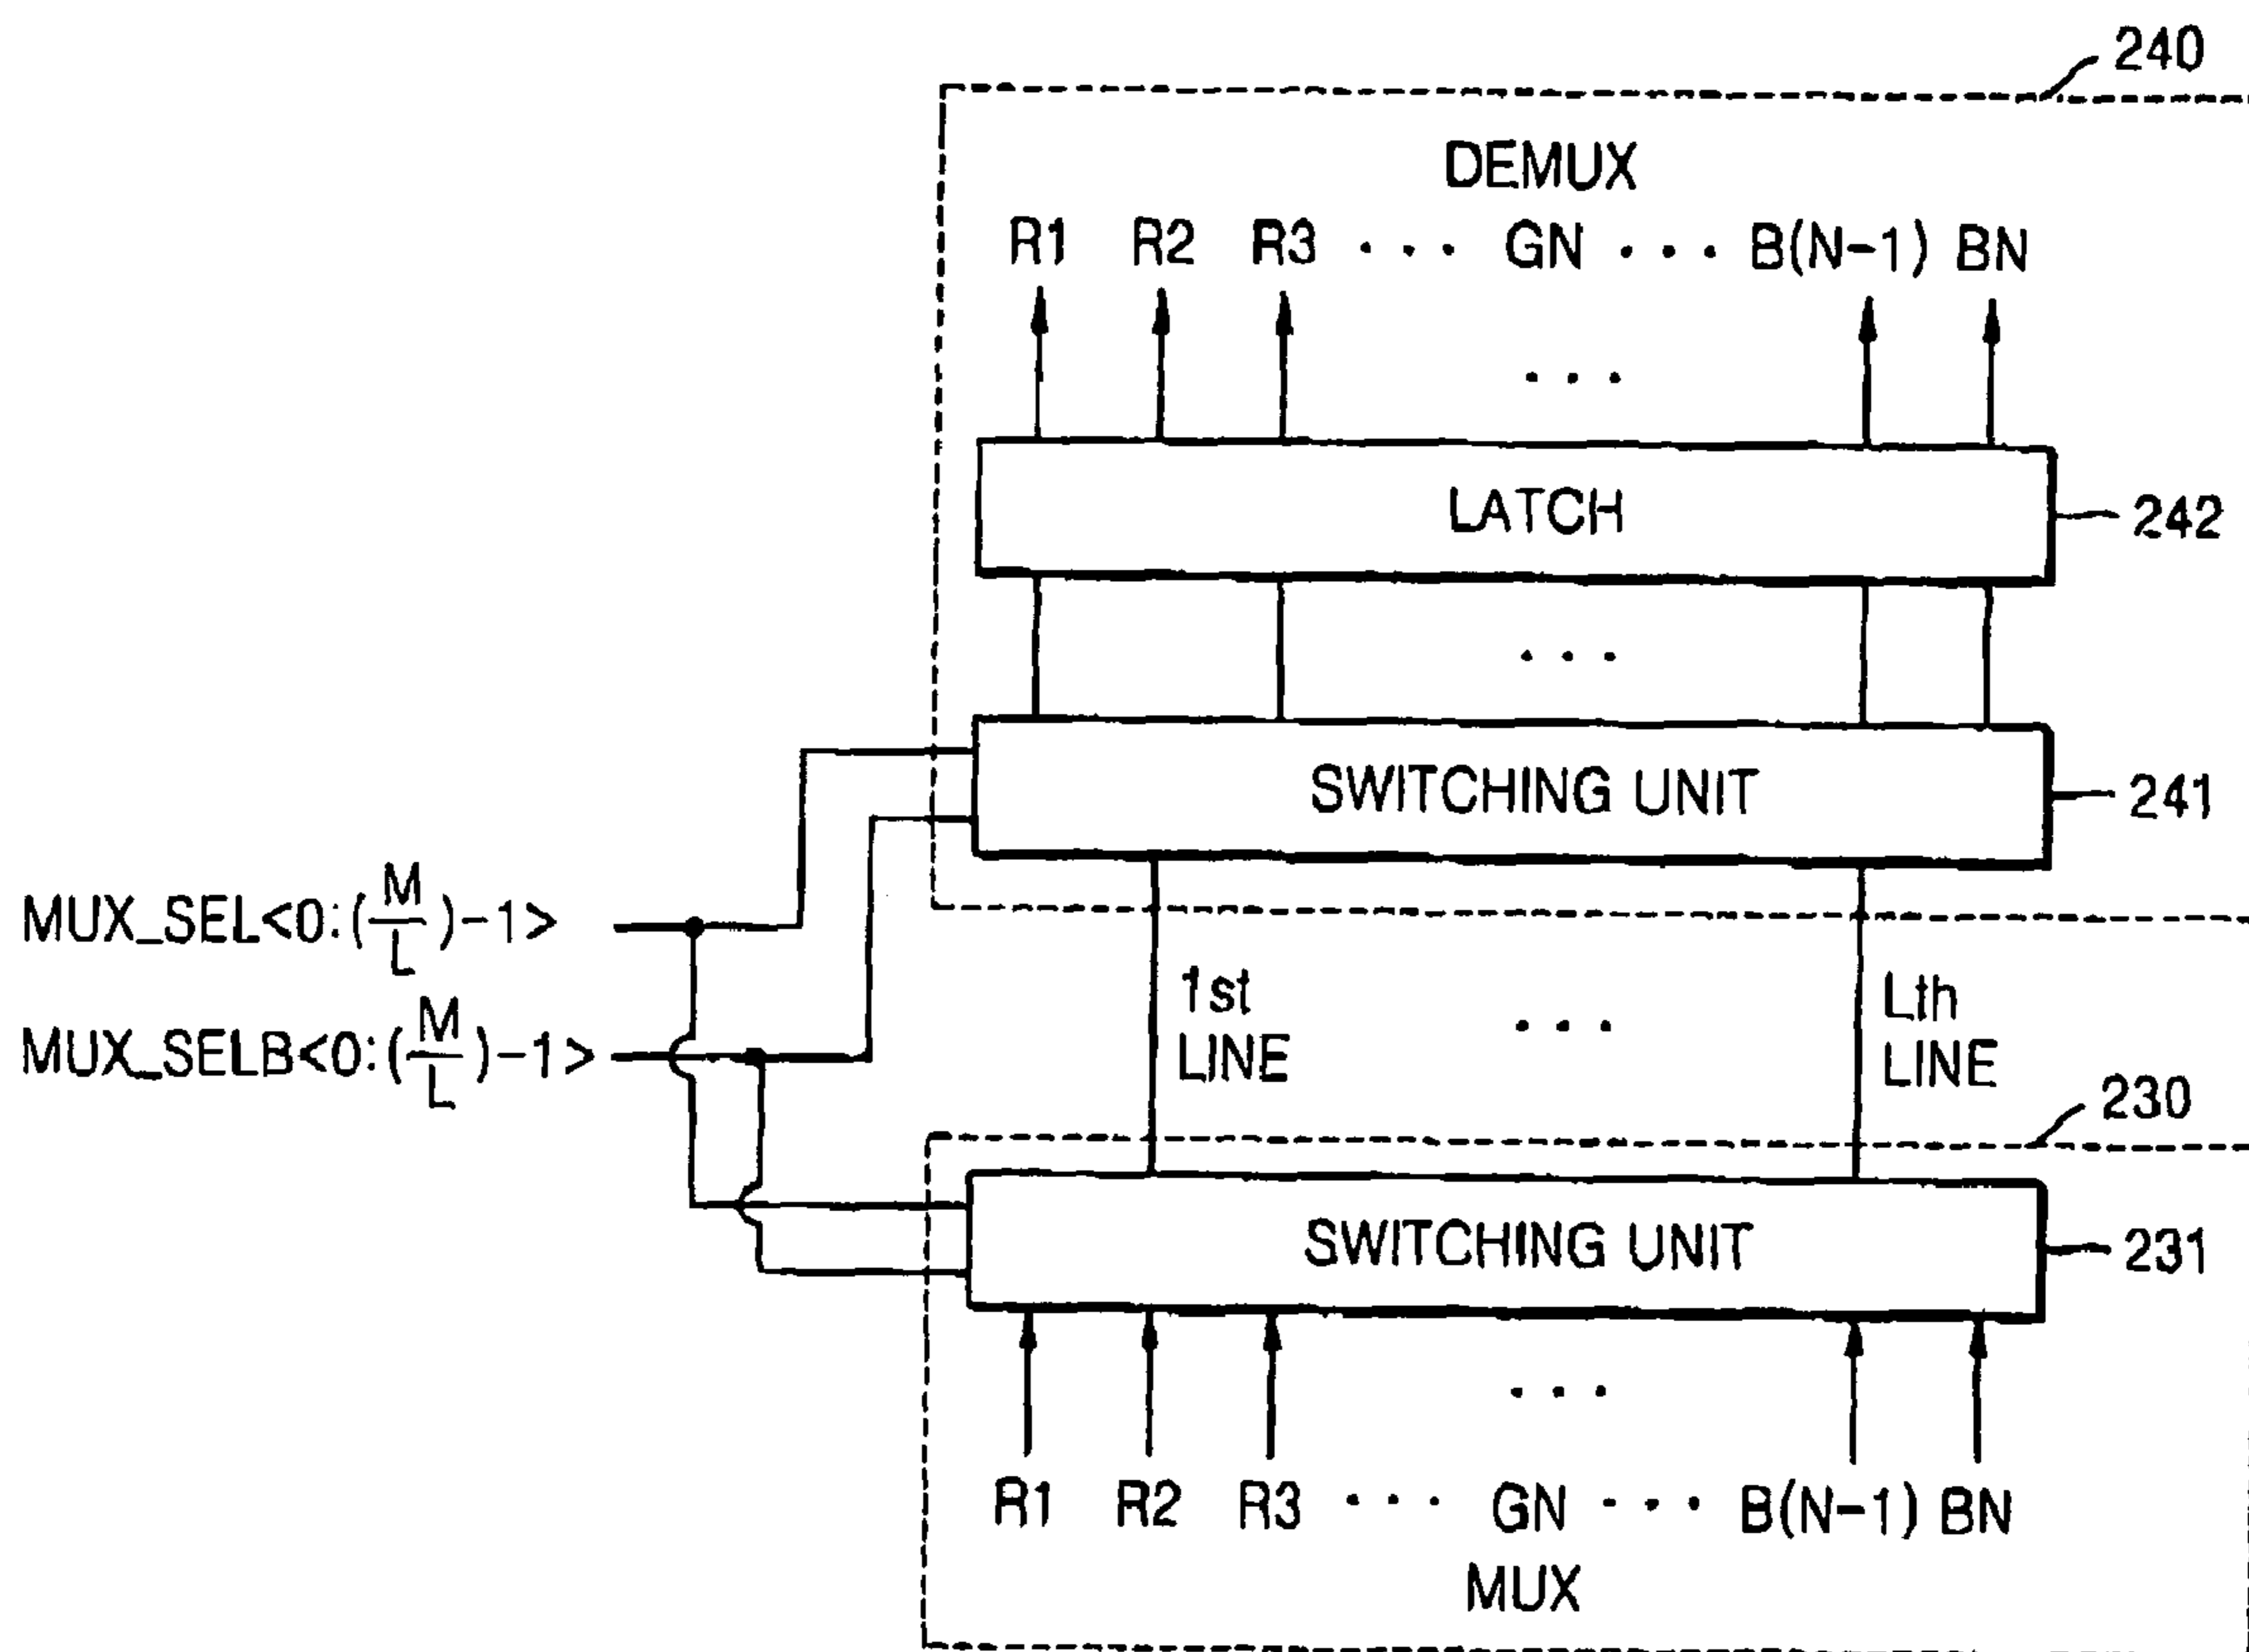 240
DEMUX
R1 R2 R3 ··· GN ··· B(N-1) BN
···
LATCH
242
···
SWITCHING UNIT
241
MUX_SEL<0:(M/L)-1>
MUX_SELB<0:(M/L)-1>
1st LINE
···
Lth LINE
230
SWITCHING UNIT
231
···
R1 R2 R3 ··· GN ··· B(N-1) BN
MUX